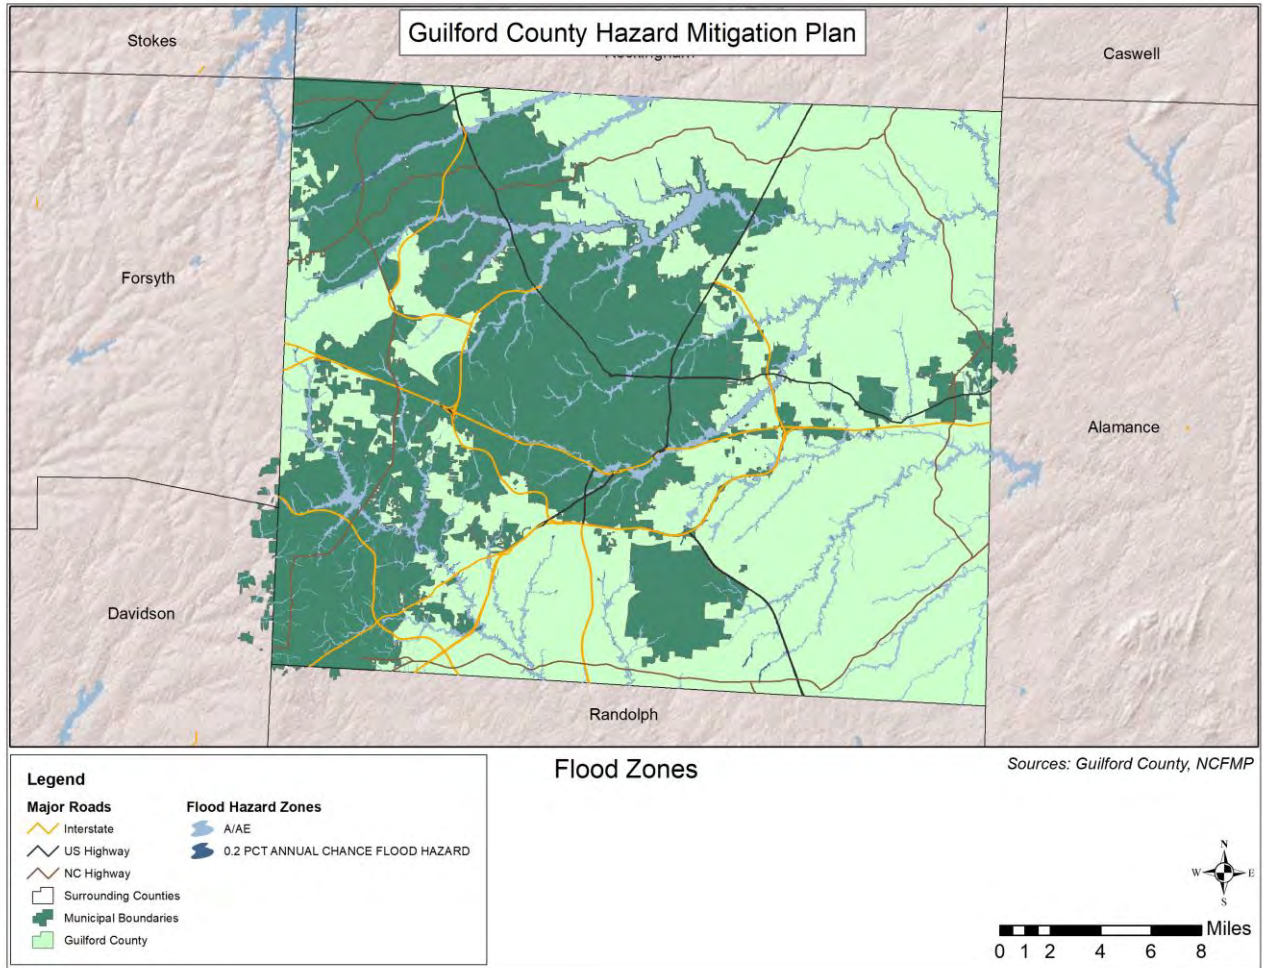 Guilford County Hazard Mitigation Plan
Stokes
Caswell
Forsyth
Alamance
Davidson
Randolph
Flood Zones
Sources: Guilford County, NCFMP
Legend
Major Roads
Interstate
US Highway
NC Highway
Surrounding Counties
Municipal Boundaries
Guilford County
Flood Hazard Zones
A/AE
0.2 PCT ANNUAL CHANCE FLOOD HAZARD
N
W E
S
Miles
0 1 2 4 6 8